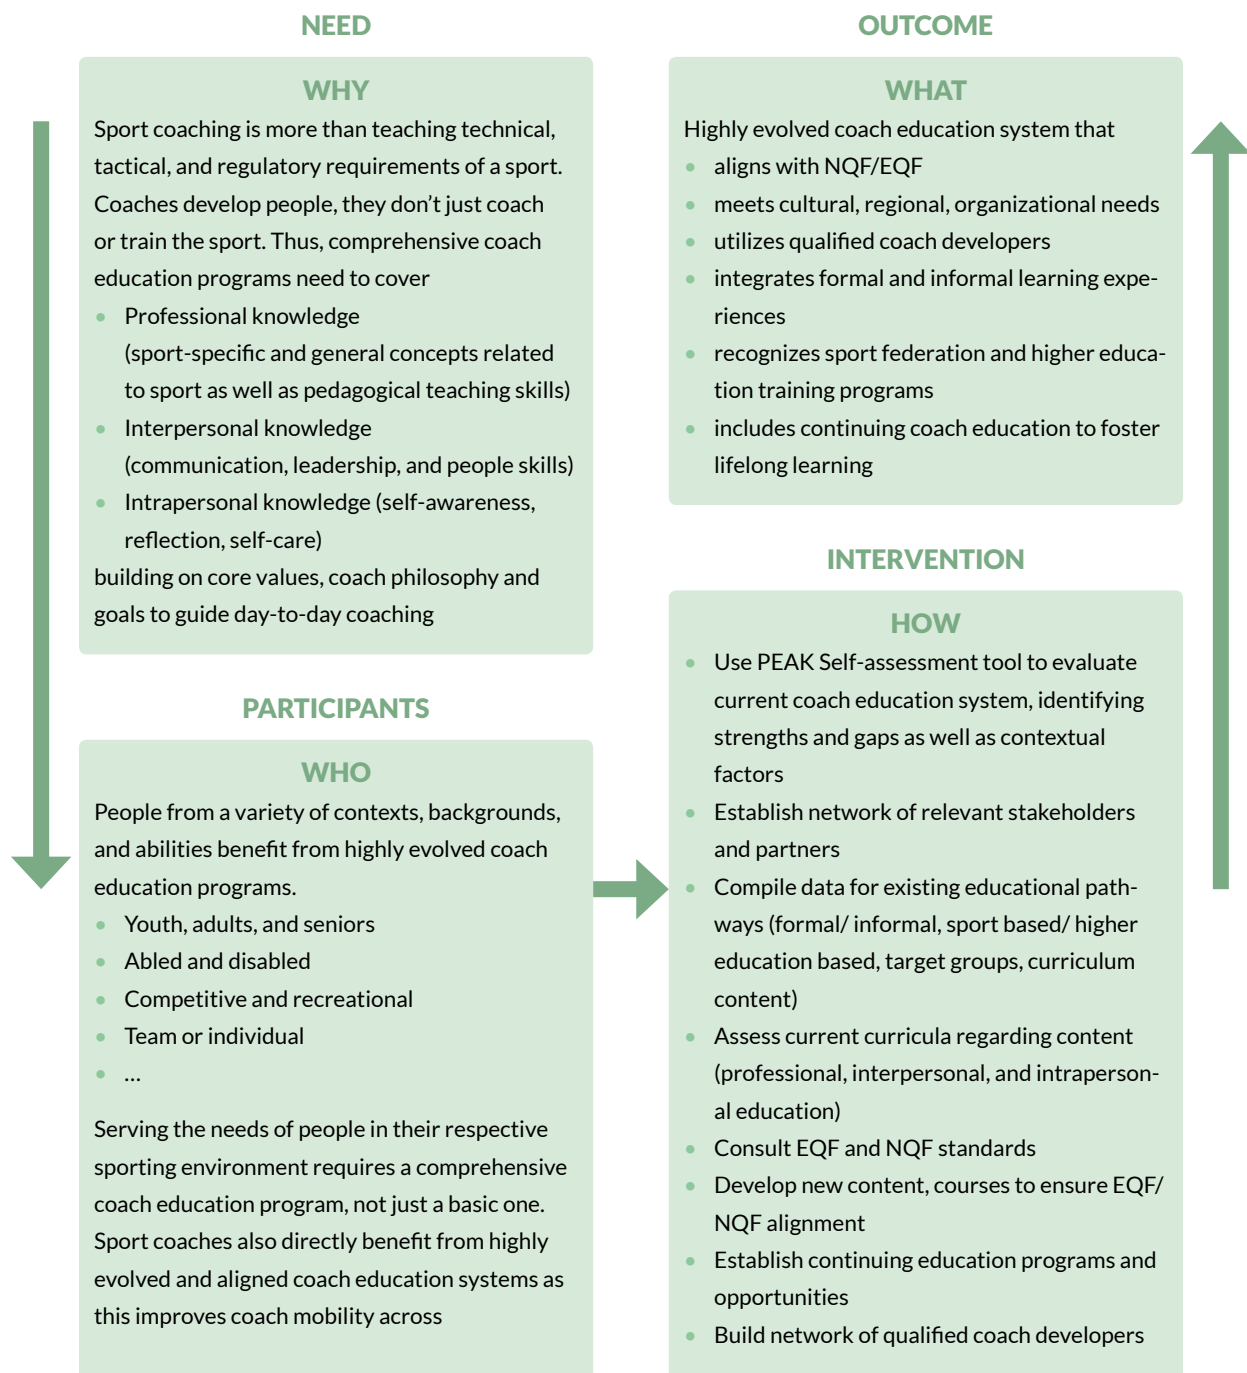 NEED
WHY
Sport coaching is more than teaching technical,
tactical, and regulatory requirements of a sport.
Coaches develop people, they don’t just coach
or train the sport. Thus, comprehensive coach
education programs need to cover
• Professional knowledge
(sport-specific and general concepts related
to sport as well as pedagogical teaching skills)
• Interpersonal knowledge
(communication, leadership, and people skills)
• Intrapersonal knowledge (self-awareness,
reflection, self-care)
building on core values, coach philosophy and
goals to guide day-to-day coaching
PARTICIPANTS
WHO
People from a variety of contexts, backgrounds,
and abilities benefit from highly evolved coach
education programs.
• Youth, adults, and seniors
• Abled and disabled
• Competitive and recreational
• Team or individual
• ...
Serving the needs of people in their respective
sporting environment requires a comprehensive
coach education program, not just a basic one.
Sport coaches also directly benefit from highly
evolved and aligned coach education systems as
this improves coach mobility across
OUTCOME
WHAT
Highly evolved coach education system that
• aligns with NQF/EQF
• meets cultural, regional, organizational needs
• utilizes qualified coach developers
• integrates formal and informal learning expe-
riences
• recognizes sport federation and higher educa-
tion training programs
• includes continuing coach education to foster
lifelong learning
INTERVENTION
HOW
• Use PEAK Self-assessment tool to evaluate
current coach education system, identifying
strengths and gaps as well as contextual
factors
• Establish network of relevant stakeholders
and partners
• Compile data for existing educational path-
ways (formal/ informal, sport based/ higher
education based, target groups, curriculum
content)
• Assess current curricula regarding content
(professional, interpersonal, and intraperson-
al education)
• Consult EQF and NQF standards
• Develop new content, courses to ensure EQF/
NQF alignment
• Establish continuing education programs and
opportunities
• Build network of qualified coach developers